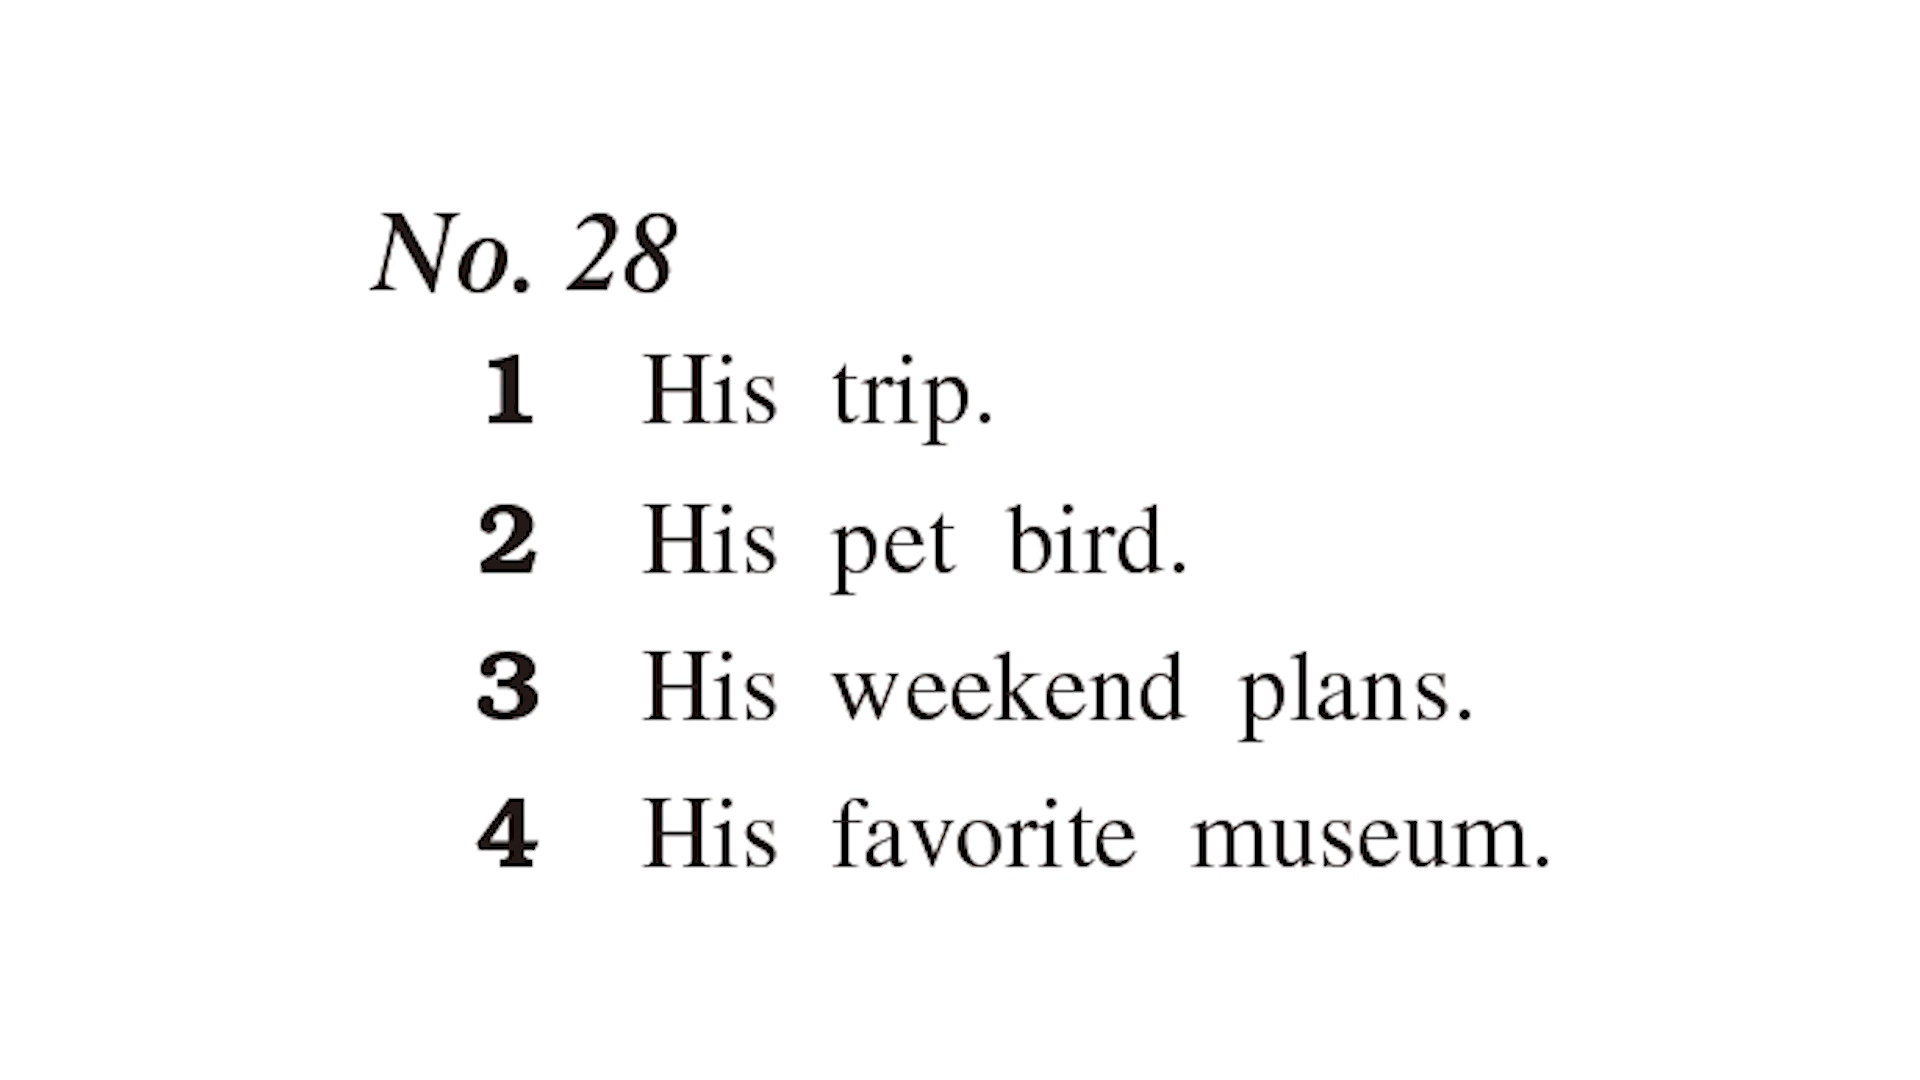 No. 28
1 His trip.
2 His pet bird.
3 His weekend plans.
4 His favorite museum.